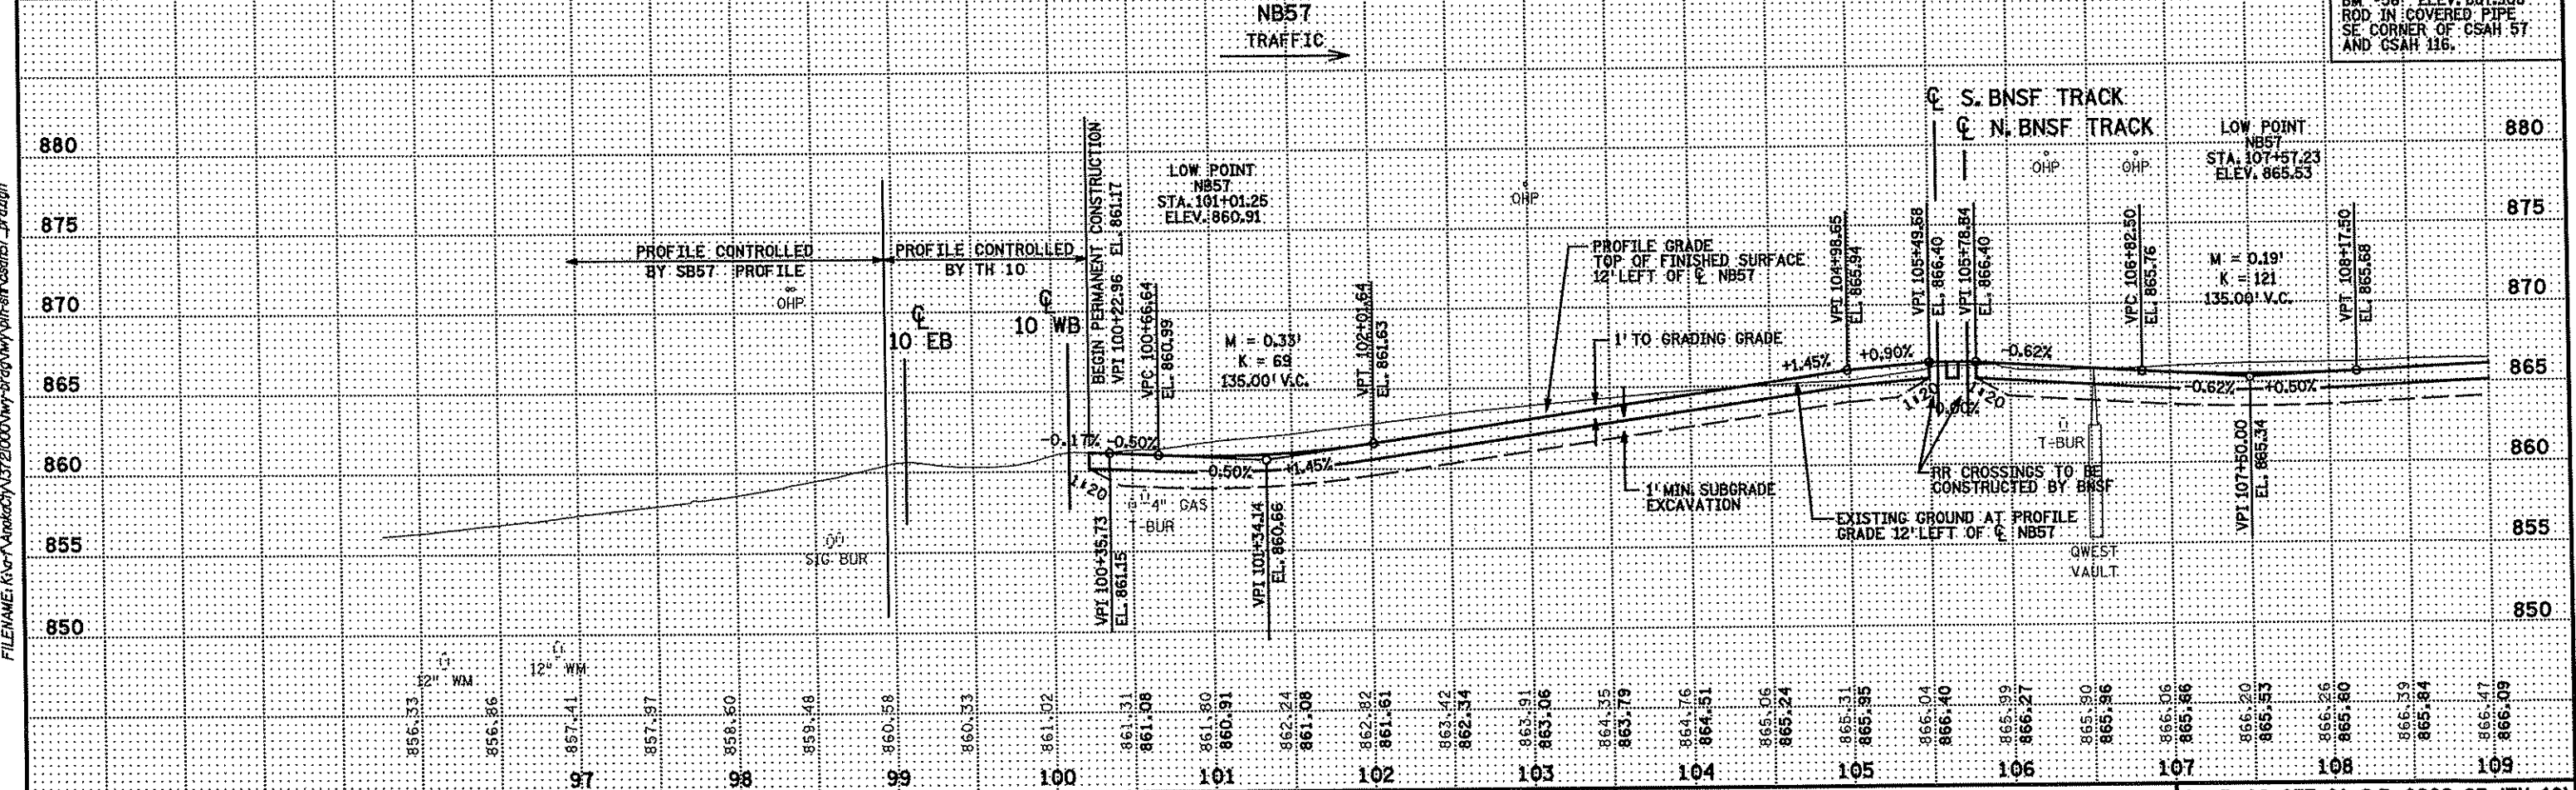 NB57
TRAFFIC
ROD IN COVERED PIPE
SE CORNER OF CSAH 57
AND CSAH 116.
℄ S. BNSF TRACK
℄ N. BNSF TRACK
880
875
870
865
860
855
850
880
875
870
865
860
855
850
PROFILE CONTROLLED
BY SB57 PROFILE
OHP
PROFILE CONTROLLED
BY TH 10
℄
10 EB
℄
10 WB
BEGIN PERMANENT CONSTRUCTION
VPI 100+22.96 EL. 861.17
LOW POINT
NB57
STA. 101+01.25
ELEV. 860.91
VPC 100+66.64
EL. 860.99
M = 0.33'
K = 69
135.00' V.C.
VPT 102+01.64
EL. 861.63
OHP
PROFILE GRADE
TOP OF FINISHED SURFACE
12' LEFT OF ℄ NB57
1' TO GRADING GRADE
VPI 104+98.65
EL. 865.94
VPI 105+49.68
EL. 866.40
VPI 105+78.84
EL. 866.40
OHP
OHP
LOW POINT
NB57
STA. 107+57.23
ELEV. 865.53
VPC 106+82.50
EL. 865.76
M = 0.19'
K = 121
135.00' V.C.
VPT 108+17.50
EL. 865.68
-0.17%
-0.50%
-0.50%
+1.45%
+1.45%
+0.90%
0.00%
-0.62%
-0.62%
+0.50%
1:20
1:20
1:20
4" GAS
T-BUR
SIG BUR
VPI 100+35.73
EL. 861.15
VPI 101+34.14
EL. 860.66
1' MIN. SUBGRADE
EXCAVATION
EXISTING GROUND AT PROFILE
GRADE 12' LEFT OF ℄ NB57
RR CROSSINGS TO BE
CONSTRUCTED BY BNSF
T-BUR
QWEST
VAULT
VPI 107+50.00
EL. 865.34
12" WM
12" WM
856.33
856.86
857.41
857.97
858.60
859.48
860.58
860.33
861.02
861.31
861.08
861.80
860.91
862.24
861.08
862.82
861.61
863.42
862.34
863.91
863.06
864.35
863.79
864.76
864.51
865.06
865.24
865.31
865.95
866.04
866.40
865.99
866.27
865.90
865.96
866.06
865.66
866.20
865.53
866.26
865.60
866.39
865.84
866.47
866.09
97
98
99
100
101
102
103
104
105
106
107
108
109